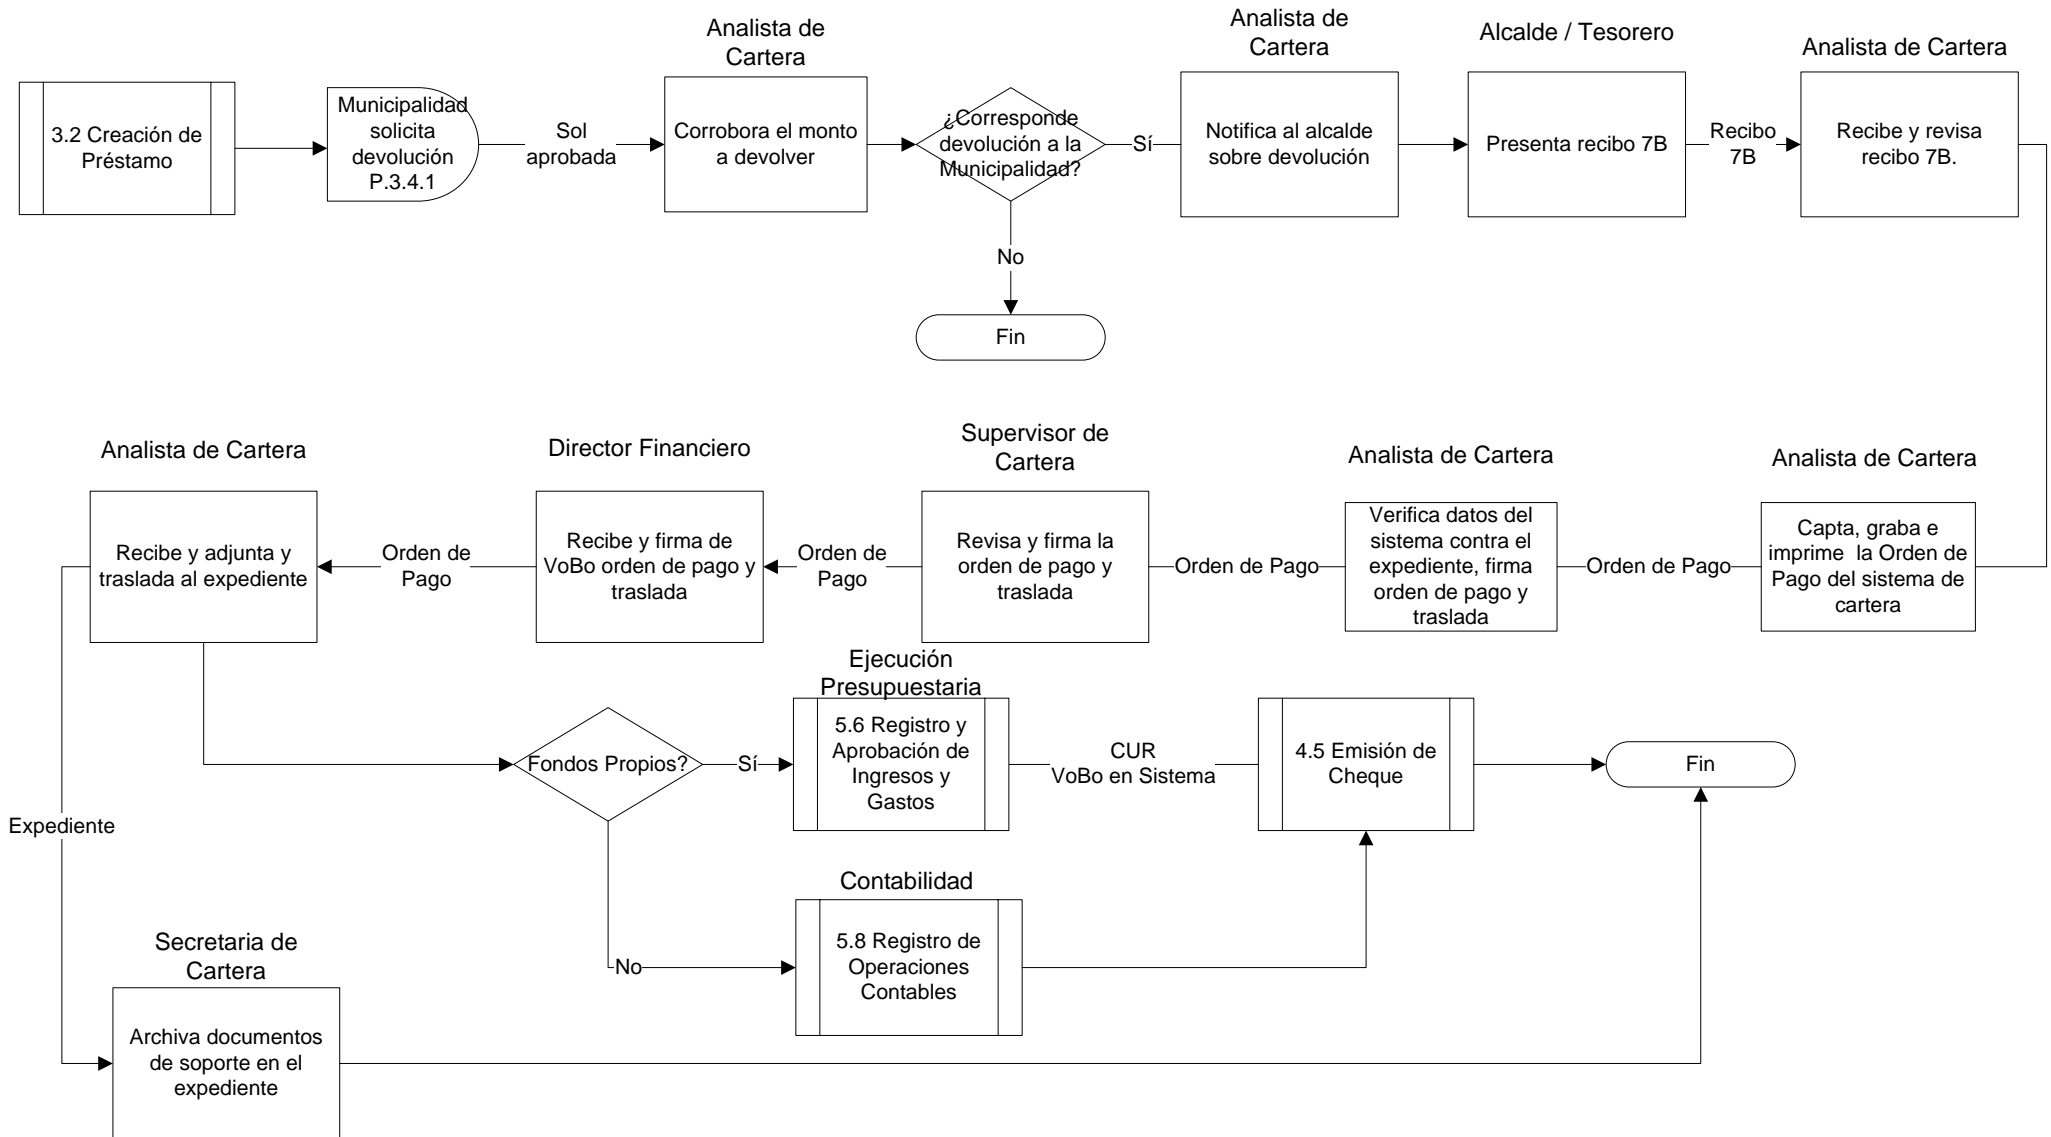 3.2 Creación de
Préstamo
Municipalidad
solicita
devolución
P.3.4.1
Sol
aprobada
Analista de
Cartera
Corrobora el monto
a devolver
¿Corresponde
devolución a la
Municipalidad?
Sí
No
Fin
Analista de
Cartera
Notifica al alcalde
sobre devolución
Alcalde / Tesorero
Presenta recibo 7B
Recibo
7B
Analista de Cartera
Recibe y revisa
recibo 7B.
Analista de Cartera
Capta, graba e
imprime la Orden de
Pago del sistema de
cartera
Orden de Pago
Analista de Cartera
Verifica datos del
sistema contra el
expediente, firma
orden de pago y
traslada
Orden de Pago
Supervisor de
Cartera
Revisa y firma la
orden de pago y
traslada
Orden de
Pago
Director Financiero
Recibe y firma de
VoBo orden de pago y
traslada
Orden de
Pago
Analista de Cartera
Recibe y adjunta y
traslada al expediente
Fondos Propios?
Sí
Ejecución
Presupuestaria
5.6 Registro y
Aprobación de
Ingresos y
Gastos
CUR
VoBo en Sistema
4.5 Emisión de
Cheque
Fin
No
Contabilidad
5.8 Registro de
Operaciones
Contables
Expediente
Secretaria de
Cartera
Archiva documentos
de soporte en el
expediente